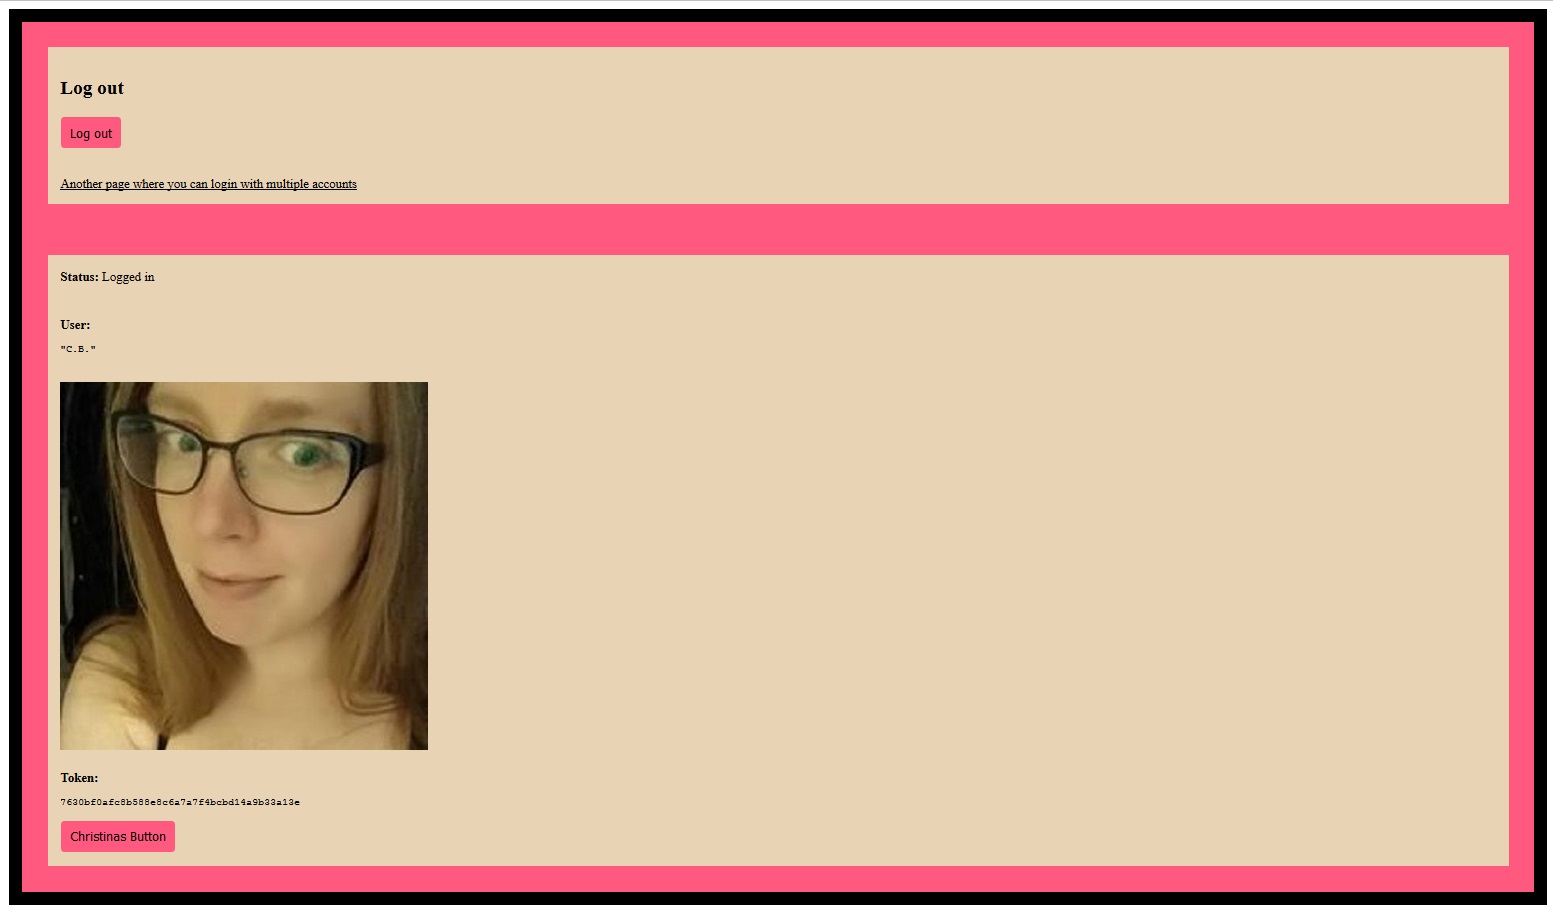 Log out
Log out
Another page where you can login with multiple accounts
Status: Logged in
User:
"C.B."
Token:
7630bf0afc8b588e8c6a7a7f4bcbd14a9b33a13e
Christinas Button